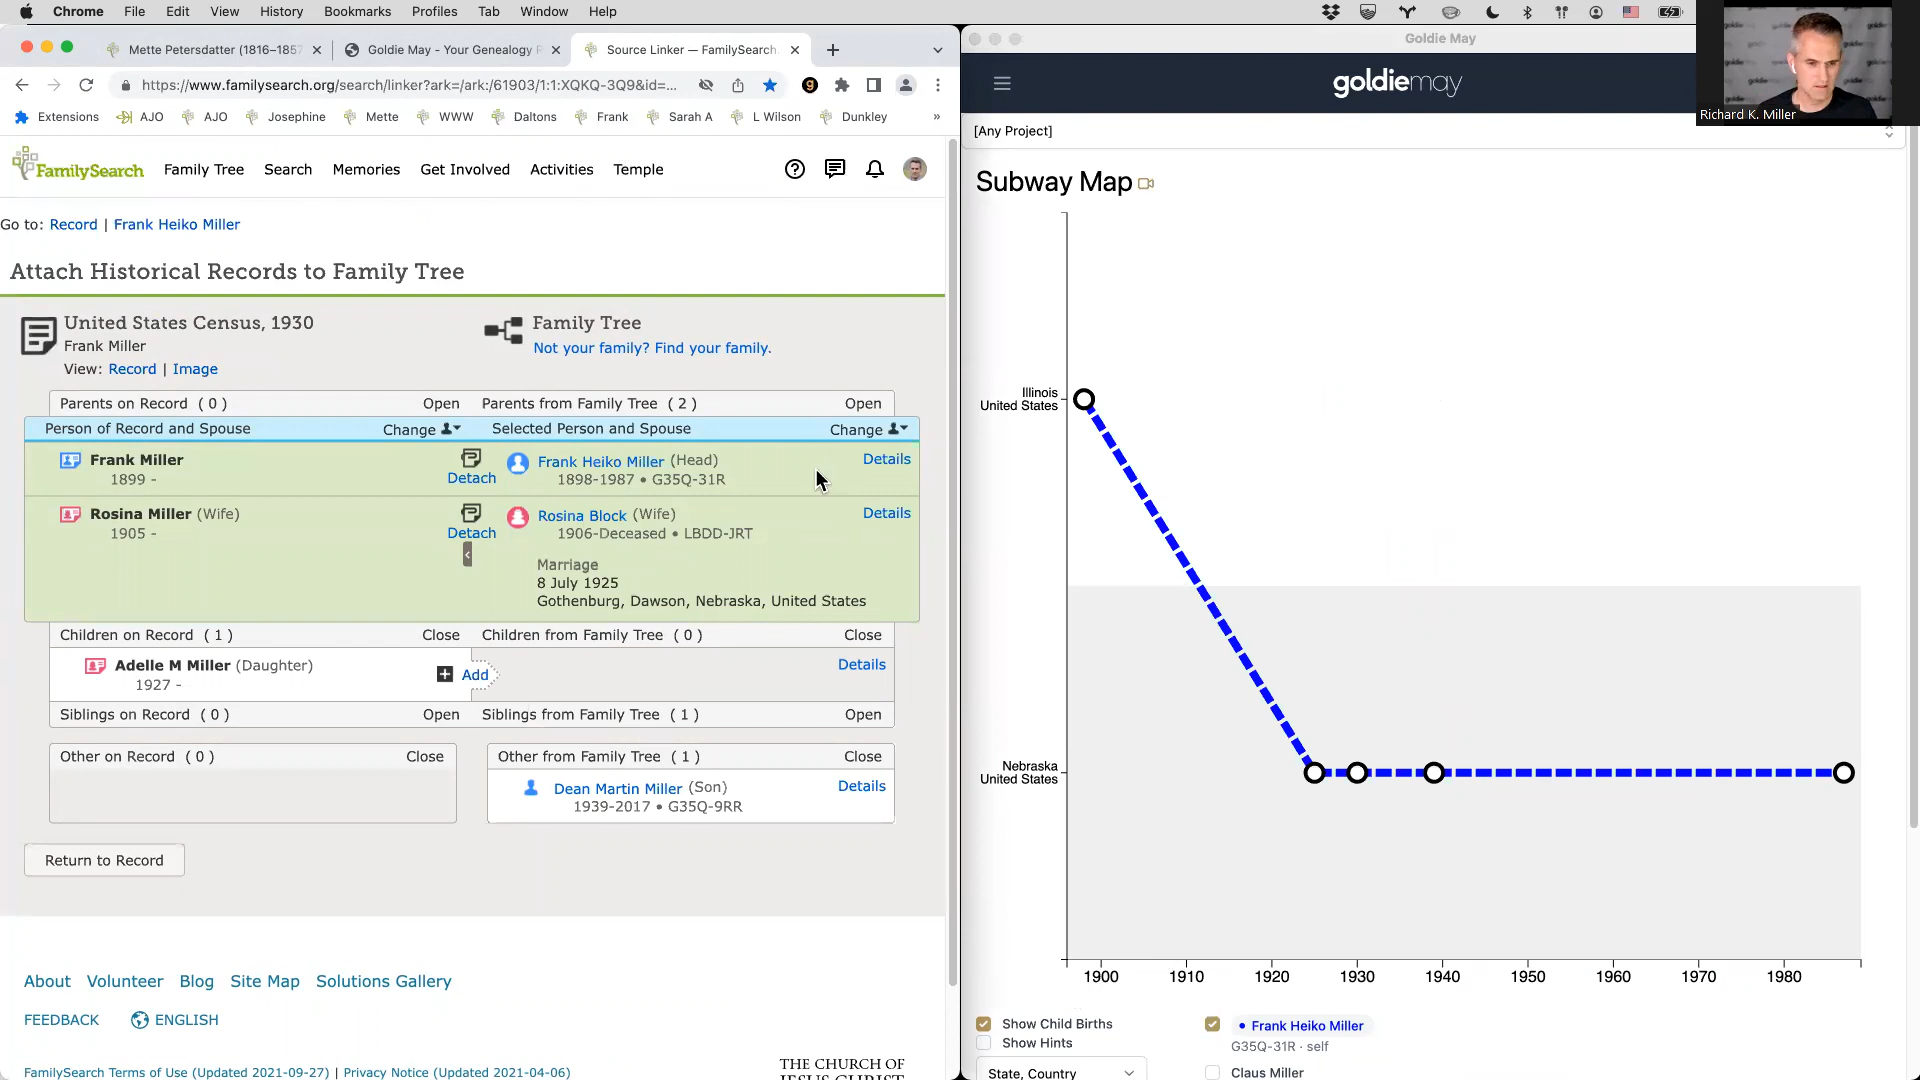 Chrome File Edit View History Bookmarks Profiles Tab Window Help
Mette Petersdatter (1816–1857
Goldie May - Your Genealogy R
Source Linker — FamilySearch
https://www.familysearch.org/search/linker?ark=/ark:/61903/1:1:XQKQ-3Q9&id=...
Extensions AJO AJO Josephine Mette WWW Daltons Frank Sarah A L Wilson Dunkley »
FamilySearch Family Tree Search Memories Get Involved Activities Temple
Go to: Record | Frank Heiko Miller
Attach Historical Records to Family Tree
United States Census, 1930
Frank Miller
View: Record | Image
Family Tree
Not your family? Find your family.
Parents on Record ( 0 ) Open Parents from Family Tree ( 2 ) Open
Person of Record and Spouse Change Selected Person and Spouse Change
Frank Miller
1899 -
Detach
Frank Heiko Miller (Head)
1898-1987 • G35Q-31R
Details
Rosina Miller (Wife)
1905 -
Detach
Rosina Block (Wife)
1906-Deceased • LBDD-JRT
Details
Marriage
8 July 1925
Gothenburg, Dawson, Nebraska, United States
Children on Record ( 1 ) Close Children from Family Tree ( 0 ) Close
Adelle M Miller (Daughter)
1927 -
Add
Details
Siblings on Record ( 0 ) Open Siblings from Family Tree ( 1 ) Open
Other on Record ( 0 ) Close Other from Family Tree ( 1 ) Close
Dean Martin Miller (Son)
1939-2017 • G35Q-9RR
Details
Return to Record
About Volunteer Blog Site Map Solutions Gallery
FEEDBACK ENGLISH
THE CHURCH OF
JESUS CHRIST
FamilySearch Terms of Use (Updated 2021-09-27) | Privacy Notice (Updated 2021-04-06)
Goldie May
goldiemay
Richard K. Miller
[Any Project]
Subway Map
Illinois
United States
Nebraska
United States
1900 1910 1920 1930 1940 1950 1960 1970 1980
Show Child Births
Show Hints
State, Country
• Frank Heiko Miller
G35Q-31R · self
Claus Miller